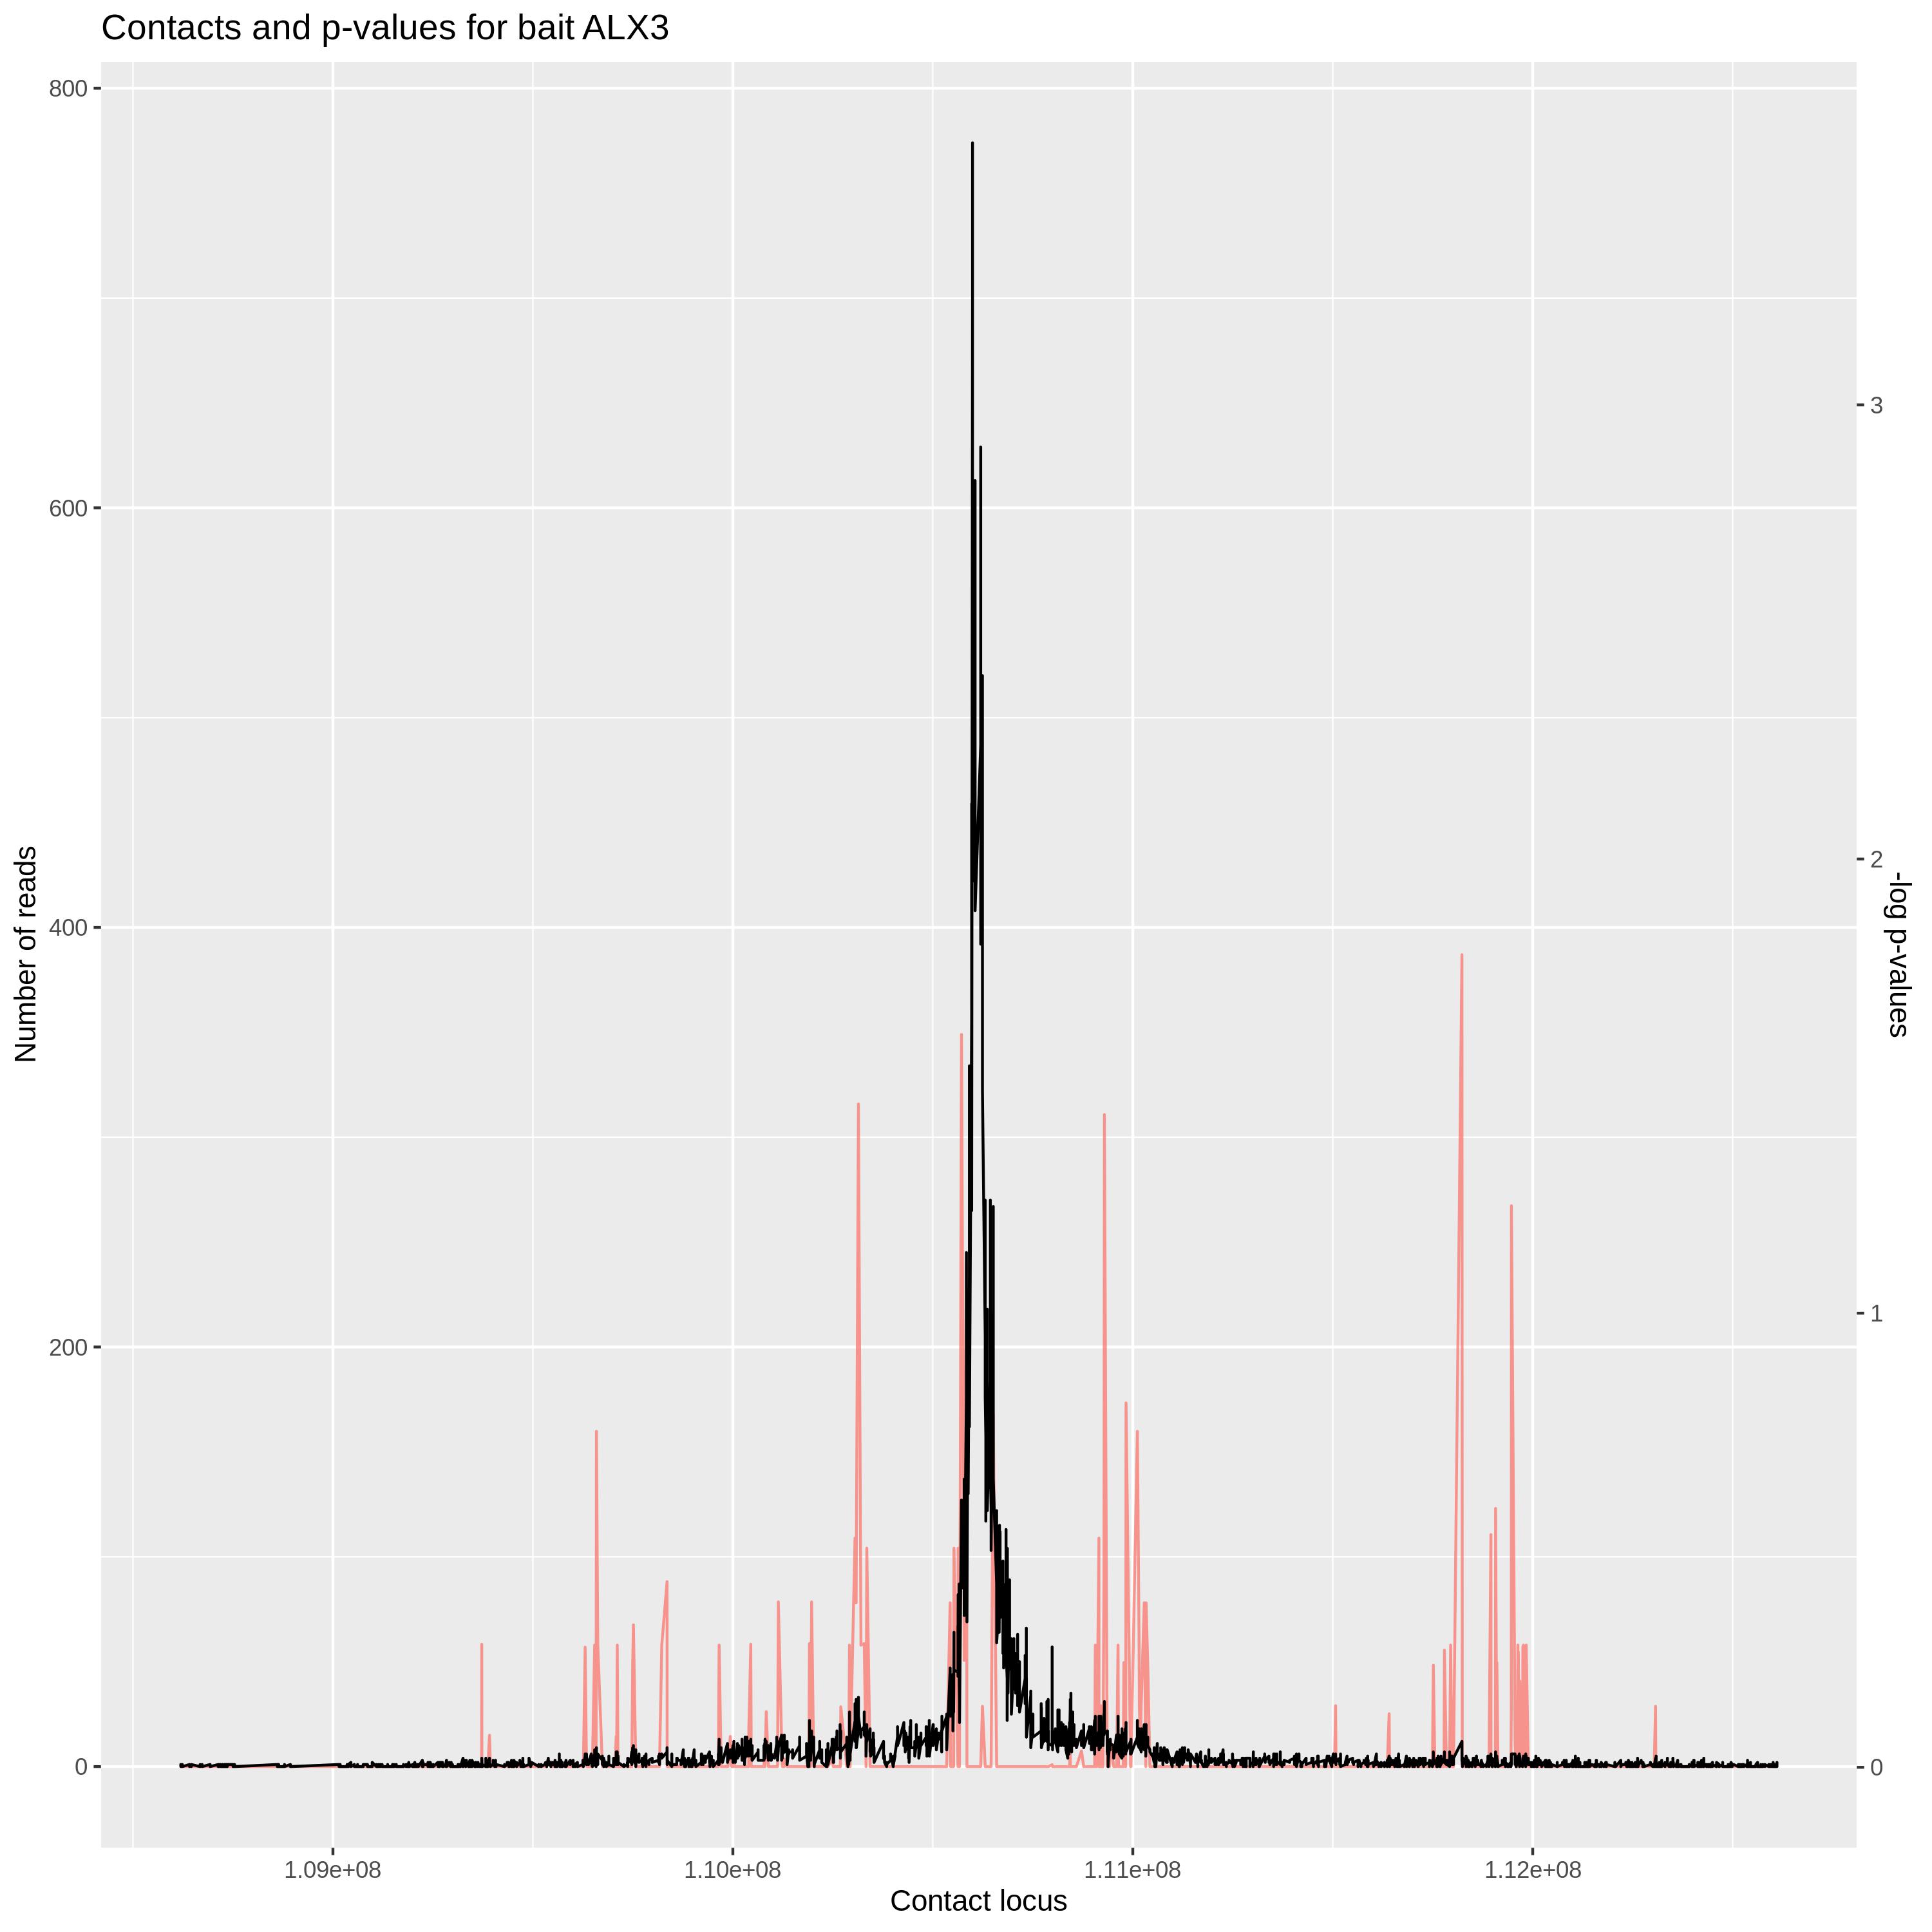 Contacts and p-values for bait ALX3
800
600
400
200
0
Number of reads
3
2
1
0
-log p-values
1.09e+08
1.10e+08
1.11e+08
1.12e+08
Contact locus